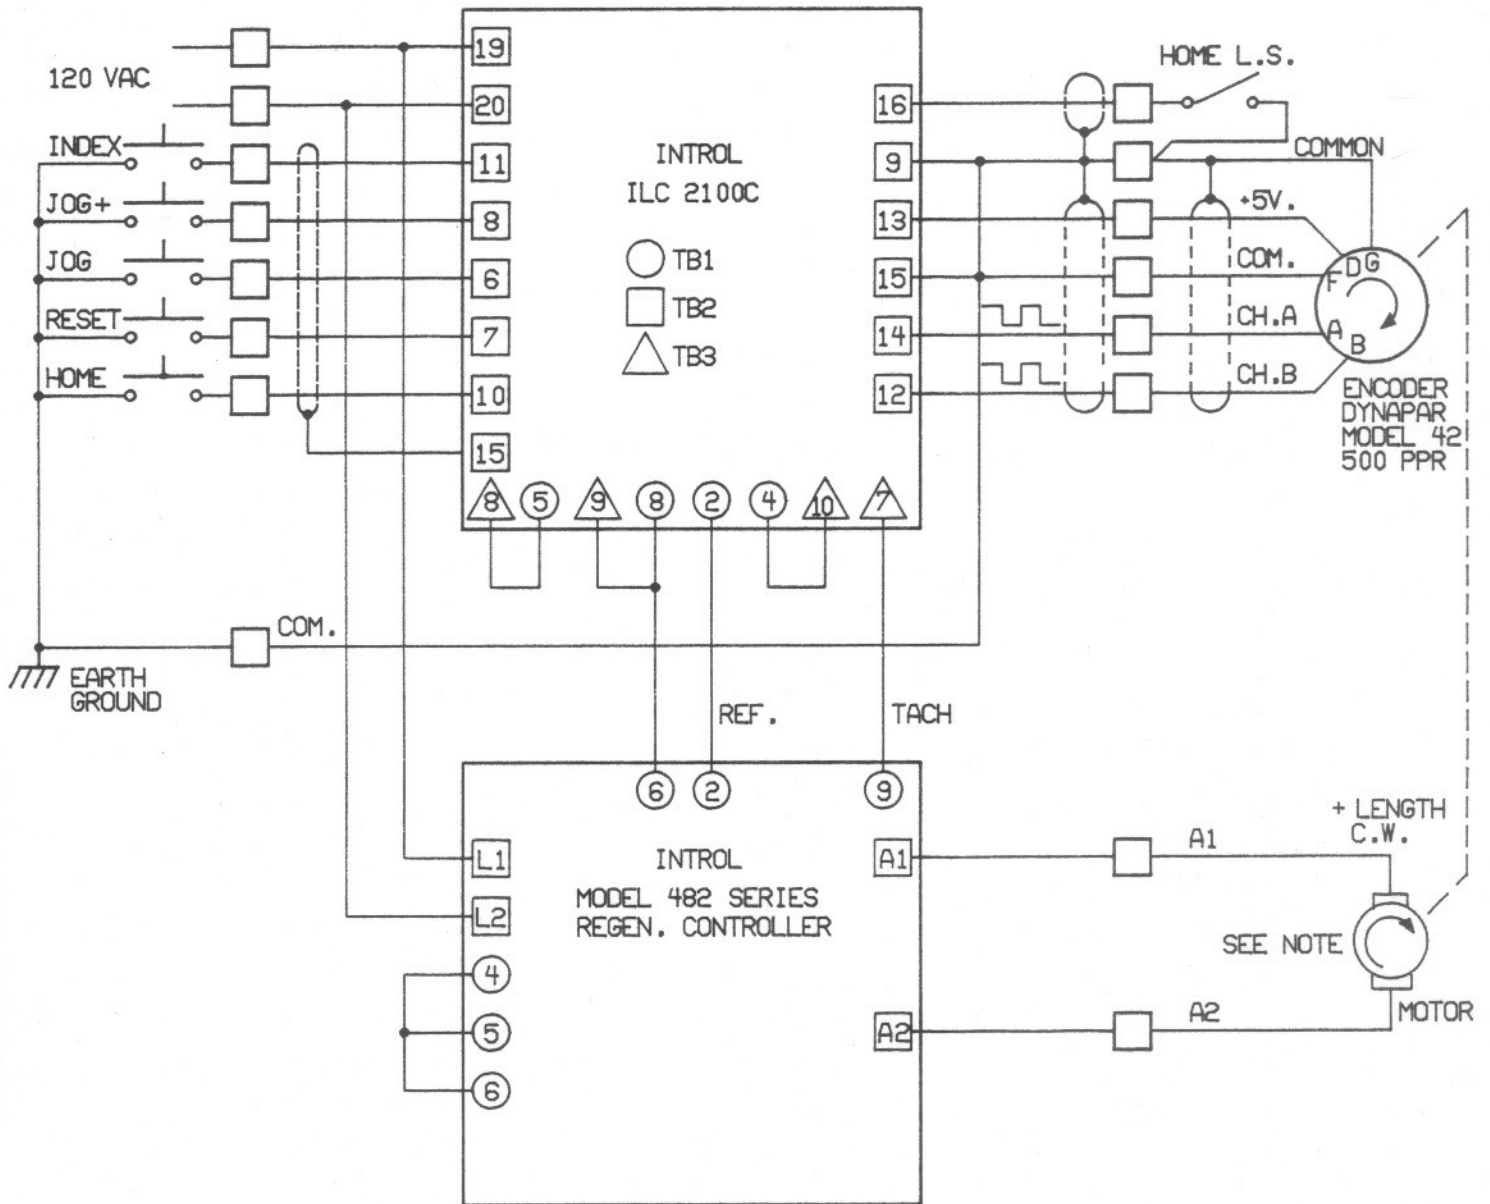 120 VAC
19
20
INDEX
11
JOG+
8
JOG
6
RESET
7
HOME
10
15
INTROL
ILC 2100C
TB1
TB2
TB3
16
9
13
15
14
12
HOME L.S.
COMMON
+5V.
COM.
CH.A
CH.B
D G
F
A
B
ENCODER
DYNAPAR
MODEL 42
500 PPR
8
5
9
8
2
4
10
7
COM.
EARTH
GROUND
REF.
TACH
6
2
9
L1
L2
4
5
6
INTROL
MODEL 482 SERIES
REGEN. CONTROLLER
A1
A2
A1
A2
+ LENGTH
C.W.
SEE NOTE
MOTOR